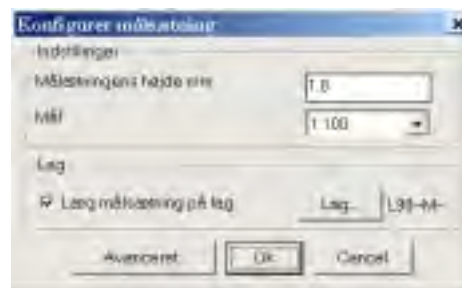 Konfigurer målsætning
Indstillinger
Målsætningens højde mm
1.8
Mål
1:100
Lag
Læg målsætning på lag
Lag...
L98--M-
Avanceret
Ok
Cancel